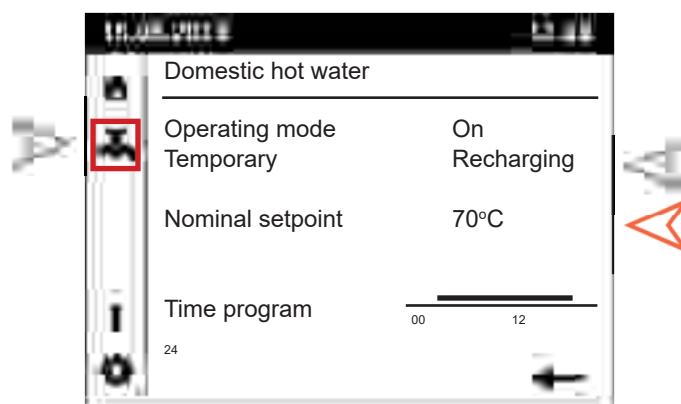 Domestic hot water
Operating mode On
Temporary Recharging
Nominal setpoint 70°C
Time program
00 12
24